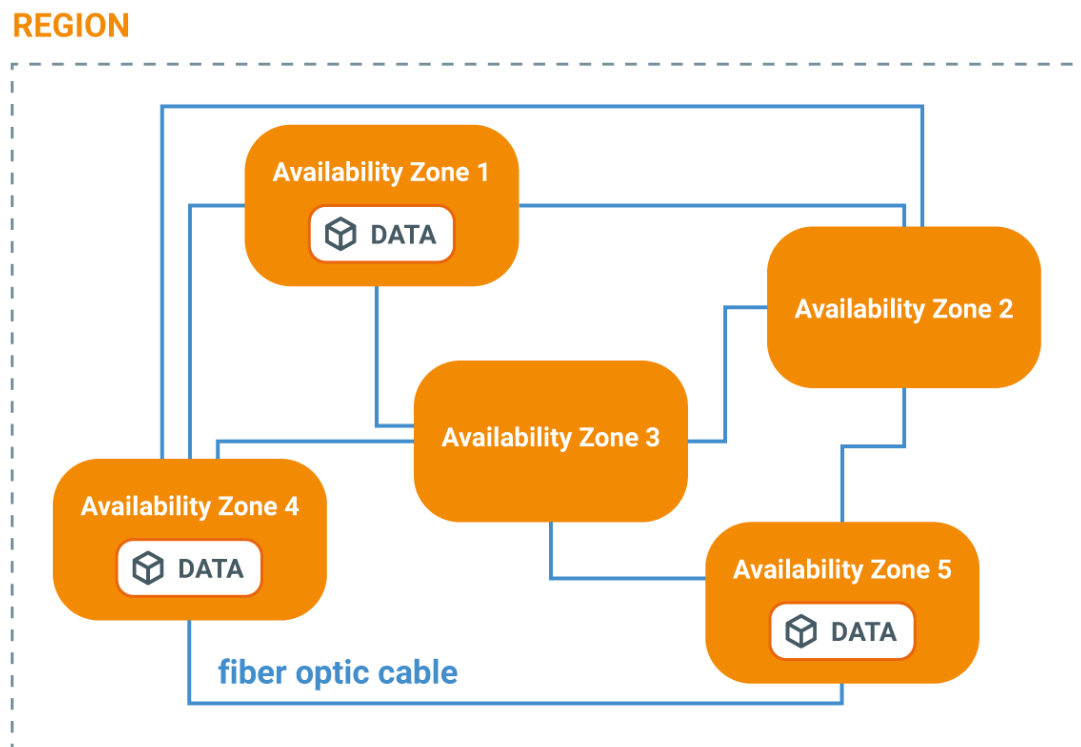 REGION
Availability Zone 1
DATA
Availability Zone 2
Availability Zone 3
Availability Zone 4
DATA
Availability Zone 5
DATA
fiber optic cable